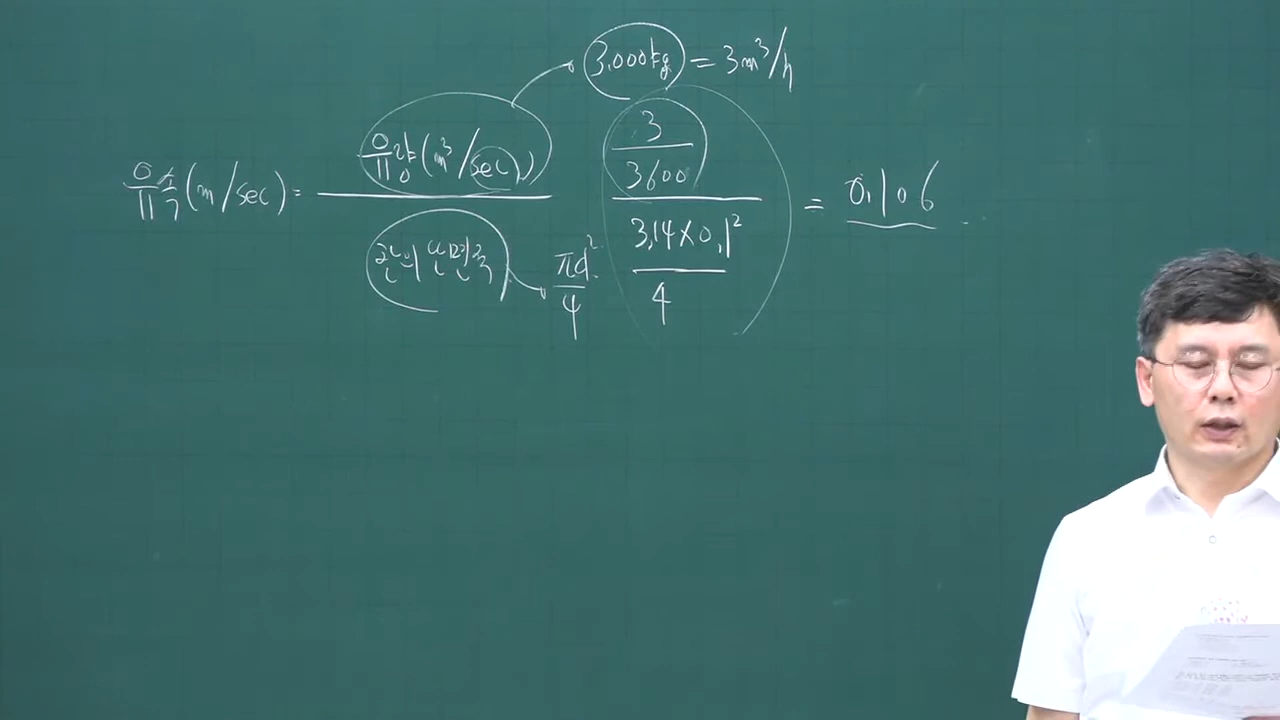 3,000kg = 3m³/h
유속(m/sec) = 유량(m³/sec) / 관의 단면적
πd²/4
3/3600
3,14×0,1²/4
= 0,106